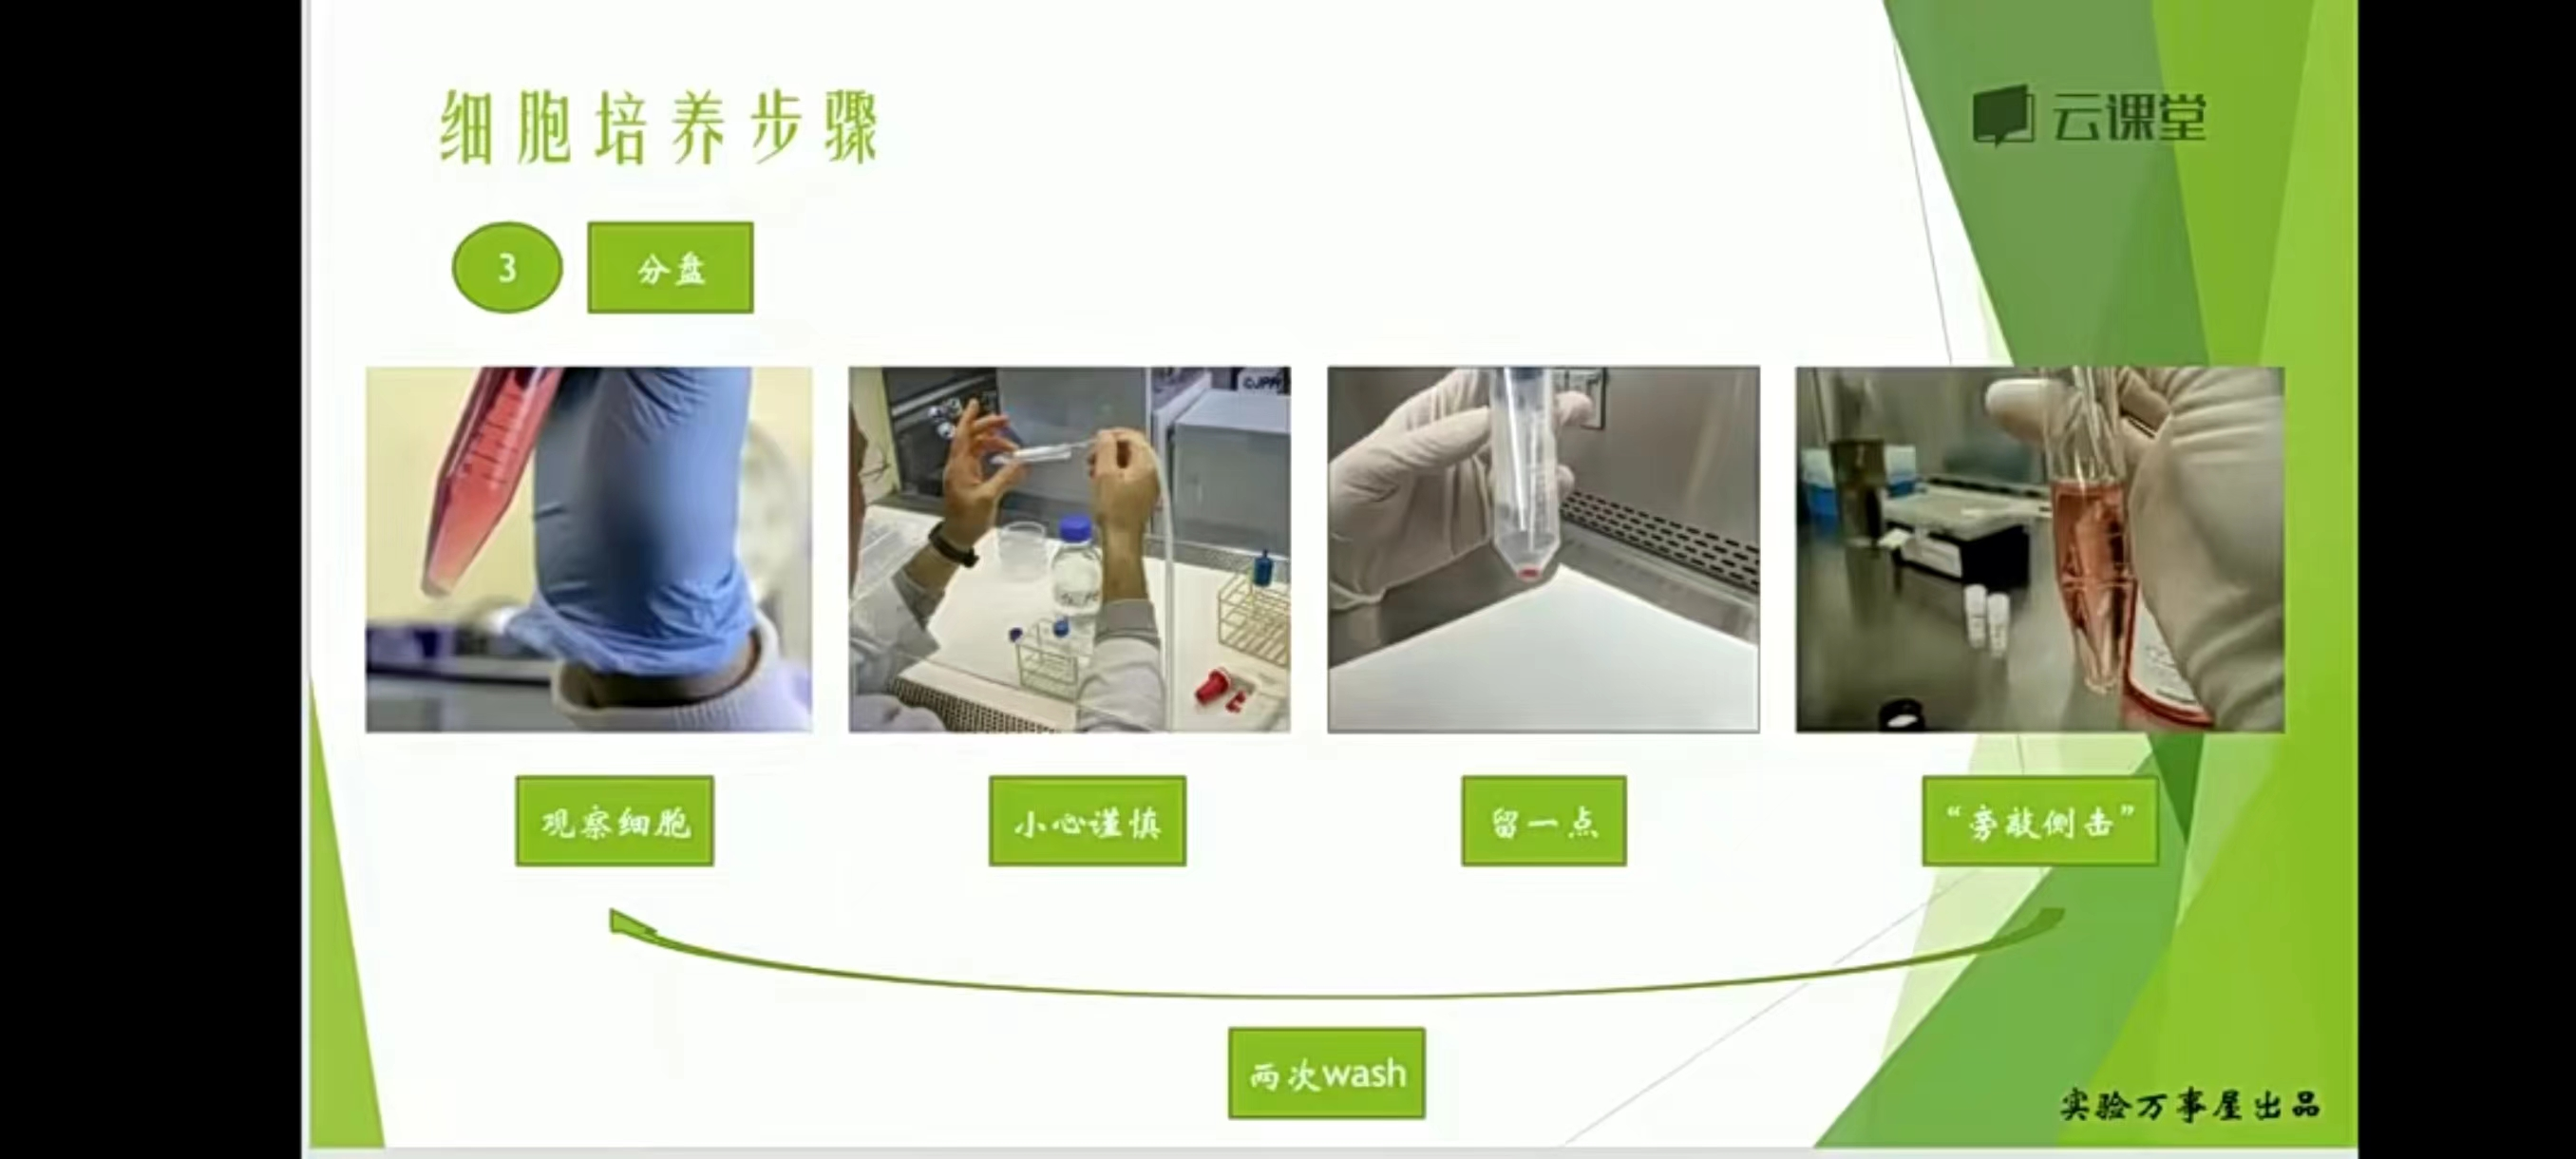 细胞培养步骤
云课堂
3
分盘
©JPP
观察细胞
小心谨慎
留一点
“旁敲侧击”
两次wash
实验万事屋出品